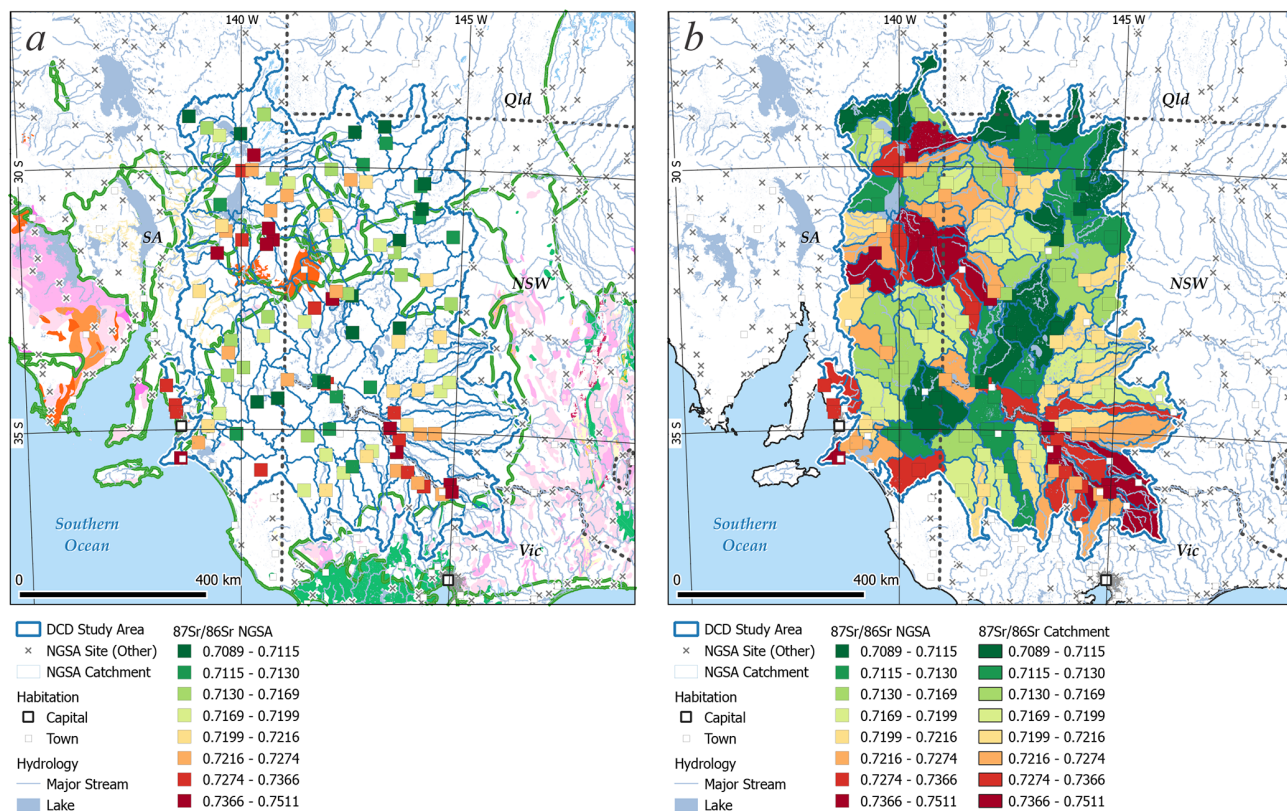 a
140 W
145 W
Qld
30 S
SA
NSW
35 S
Southern
Ocean
Vic
0
400 km
DCD Study Area
NGSA Site (Other)
NGSA Catchment
Habitation
Capital
Town
Hydrology
Major Stream
Lake
87Sr/86Sr NGSA
0.7089 - 0.7115
0.7115 - 0.7130
0.7130 - 0.7169
0.7169 - 0.7199
0.7199 - 0.7216
0.7216 - 0.7274
0.7274 - 0.7366
0.7366 - 0.7511
b
140 W
145 W
Qld
30 S
SA
NSW
35 S
Southern
Ocean
Vic
0
400 km
DCD Study Area
NGSA Site (Other)
NGSA Catchment
Habitation
Capital
Town
Hydrology
Major Stream
Lake
87Sr/86Sr NGSA
0.7089 - 0.7115
0.7115 - 0.7130
0.7130 - 0.7169
0.7169 - 0.7199
0.7199 - 0.7216
0.7216 - 0.7274
0.7274 - 0.7366
0.7366 - 0.7511
87Sr/86Sr Catchment
0.7089 - 0.7115
0.7115 - 0.7130
0.7130 - 0.7169
0.7169 - 0.7199
0.7199 - 0.7216
0.7216 - 0.7274
0.7274 - 0.7366
0.7366 - 0.7511